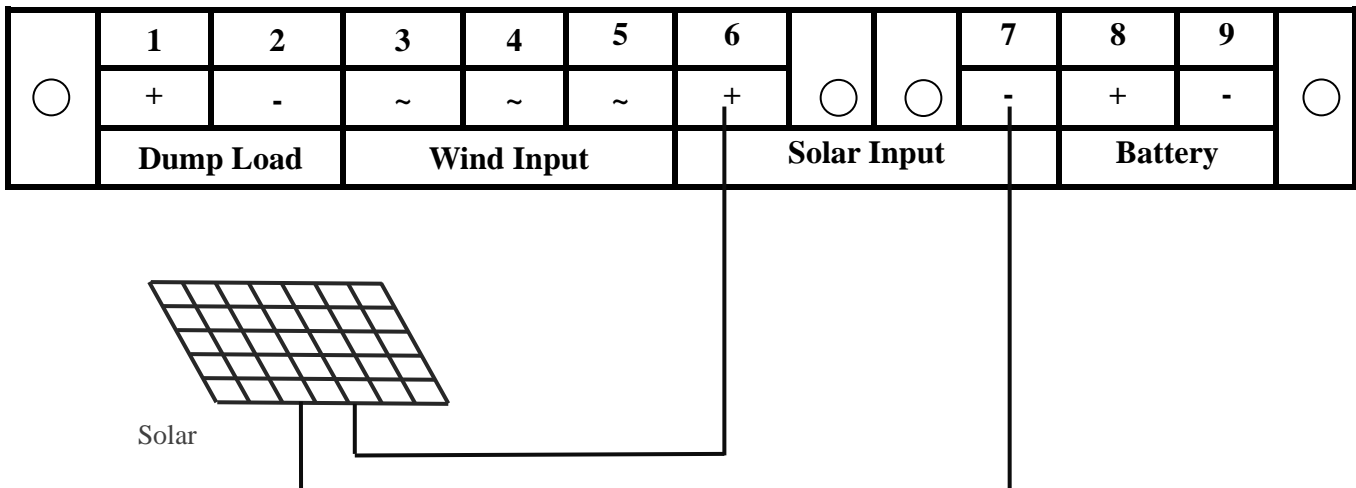 1 2 3 4 5 6 7 8 9
+ - ~ ~ ~ + - + -
Dump Load Wind Input Solar Input Battery
Solar